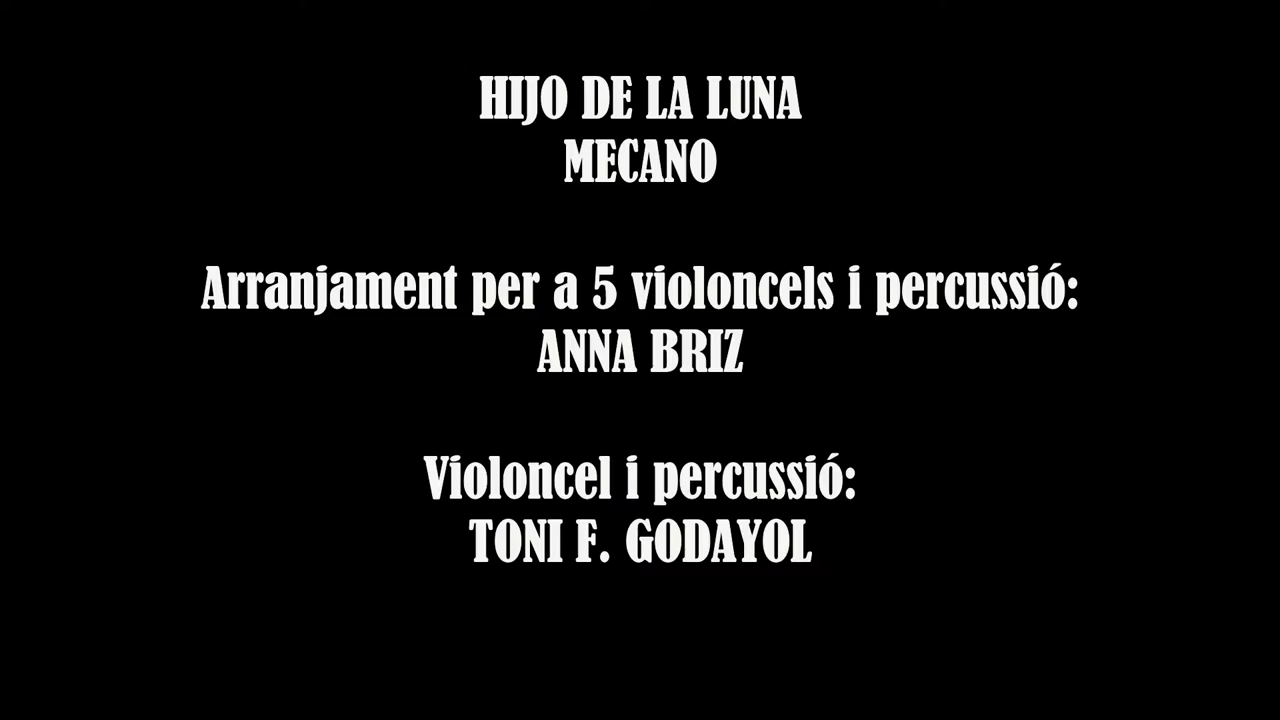 HIJO DE LA LUNA
MECANO
Arranjament per a 5 violoncels i percussió:
ANNA BRIZ
Violoncel i percussió:
TONI F. GODAYOL